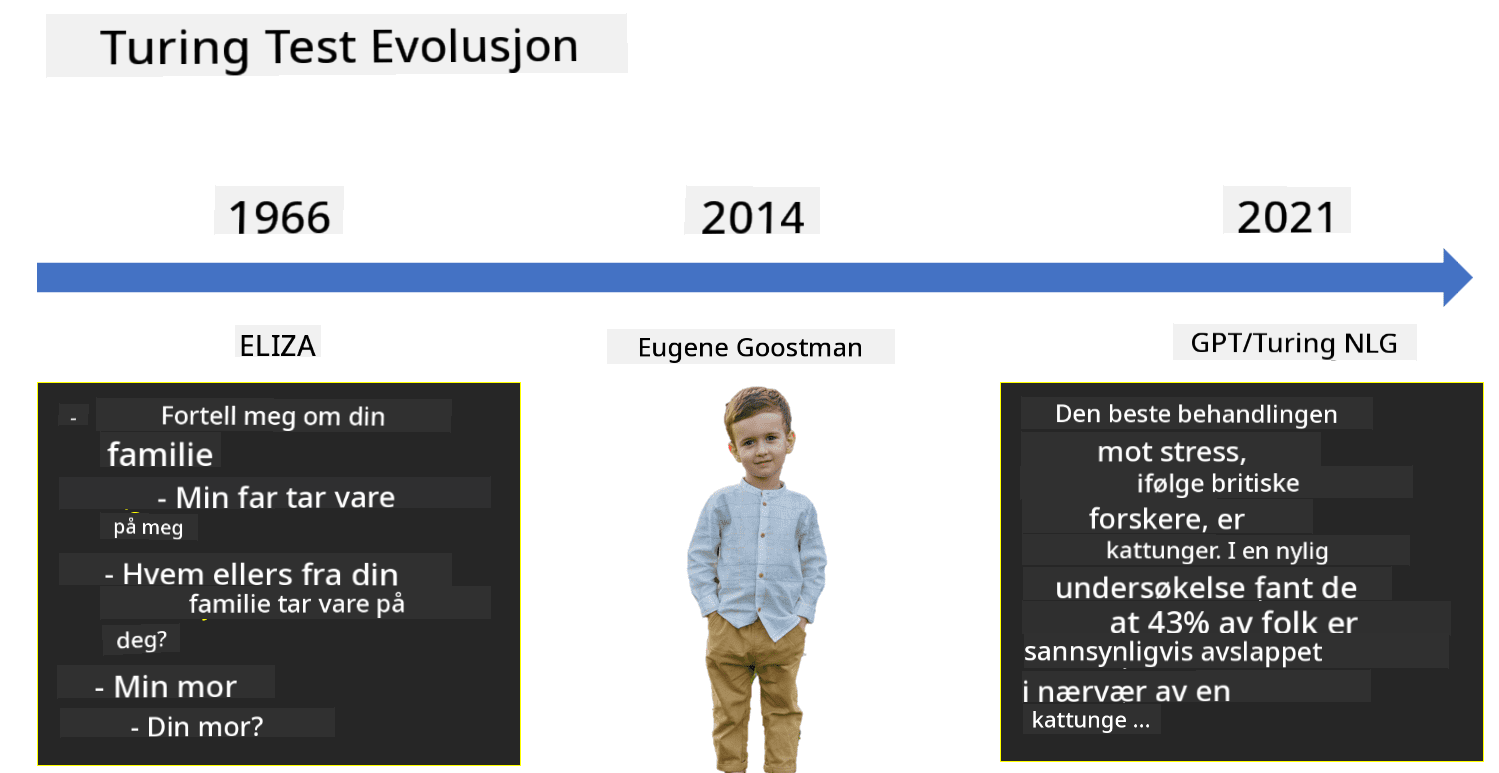 Turing Test Evolusjon
1966
2014
2021
ELIZA
Eugene Goostman
GPT/Turing NLG
- Fortell meg om din
familie
- Min far tar vare
på meg
- Hvem ellers fra din
familie tar vare på
deg?
- Min mor
- Din mor?
Den beste behandlingen
mot stress,
ifølge britiske
forskere, er
kattunger. I en nylig
undersøkelse fant de
at 43% av folk er
sannsynligvis avslappet
i nærvær av en
kattunge ...